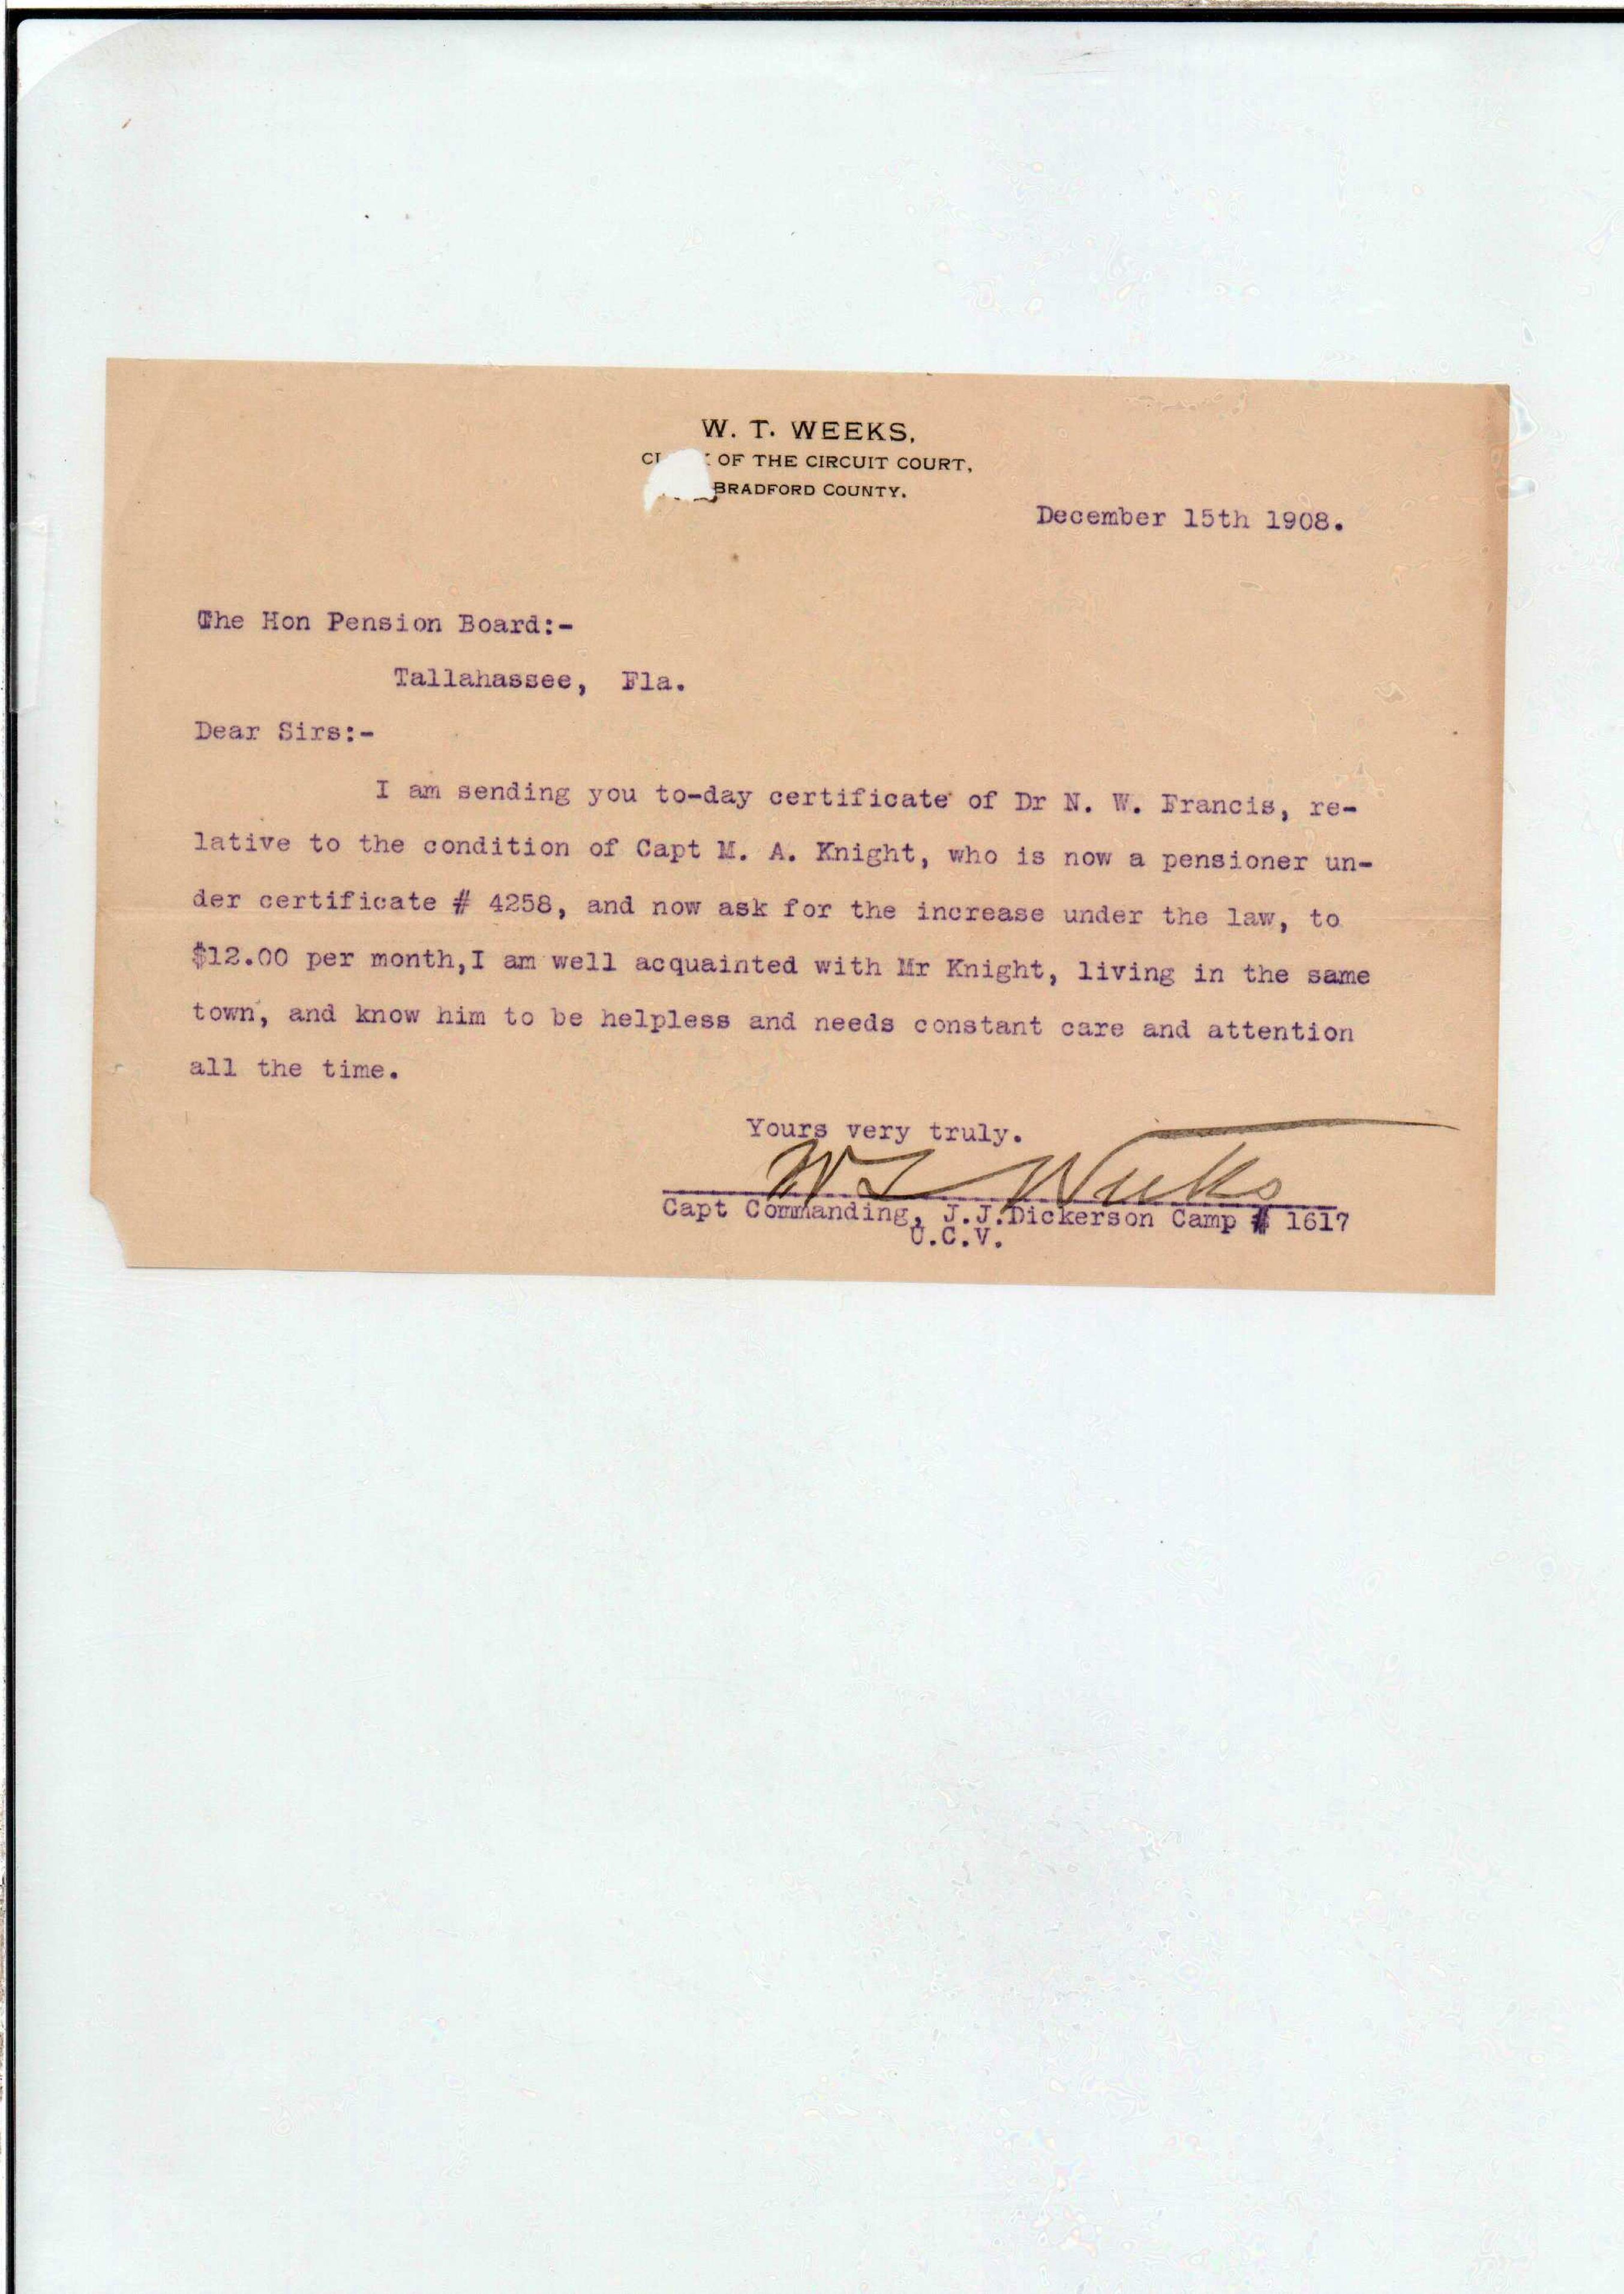 W. T. WEEKS,
OF THE CIRCUIT COURT,
BRADFORD COUNTY.
December 15th 1908.
The Hon Pension Board:-
Tallahassee, Fla.
Dear Sirs:-
I am sending you to-day certificate of Dr N. W. Francis, re-
lative to the condition of Capt M. A. Knight, who is now a pensioner un-
der certificate # 4258, and now ask for the increase under the law, to
$12.00 per month,I am well acquainted with Mr Knight, living in the same
town, and know him to be helpless and needs constant care and attention
all the time.
Yours very truly.
W T Weeks
Capt Commanding, J.J.Dickerson Camp # 1617
U.C.V.